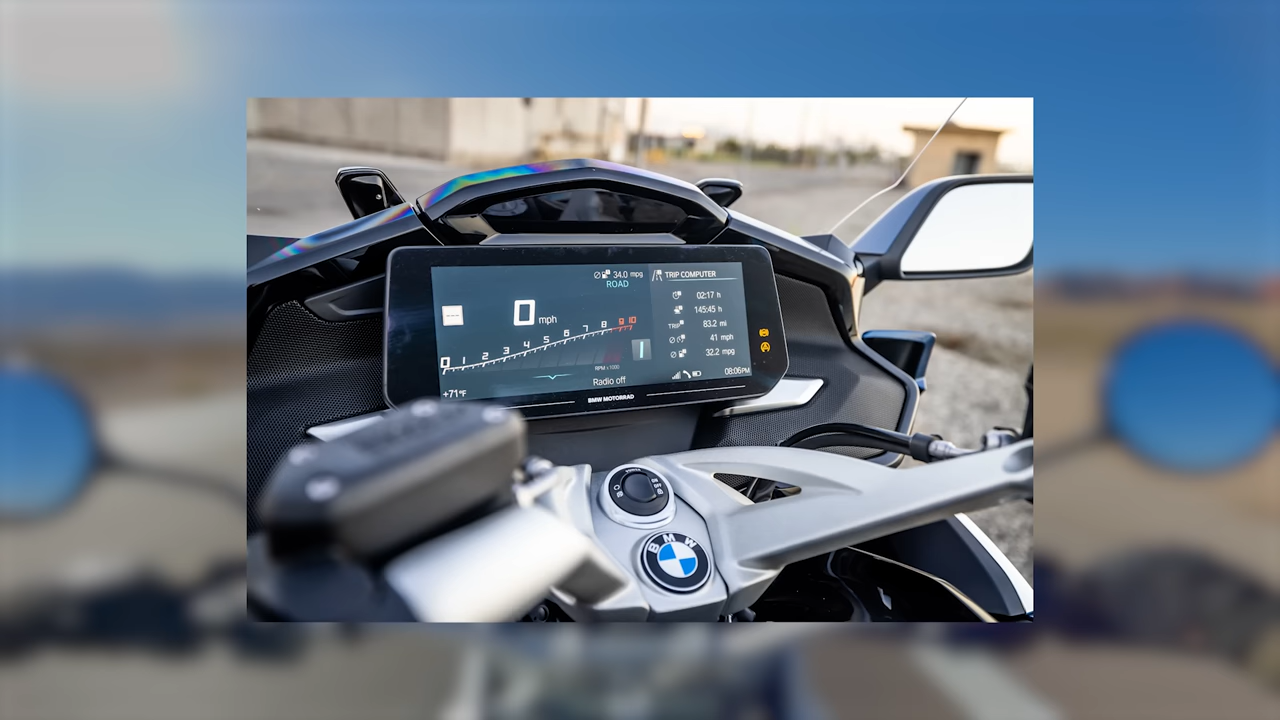 34.0 mpg
ROAD
0 mph
0 1 2 3 4 5 6 7 8 9 10
RPM x1000
Radio off
+71°F
TRIP COMPUTER
02:17 h
145:45 h
TRIP 83.2 mi
41 mph
32.2 mpg
08:06PM
BMW MOTORRAD
BMW